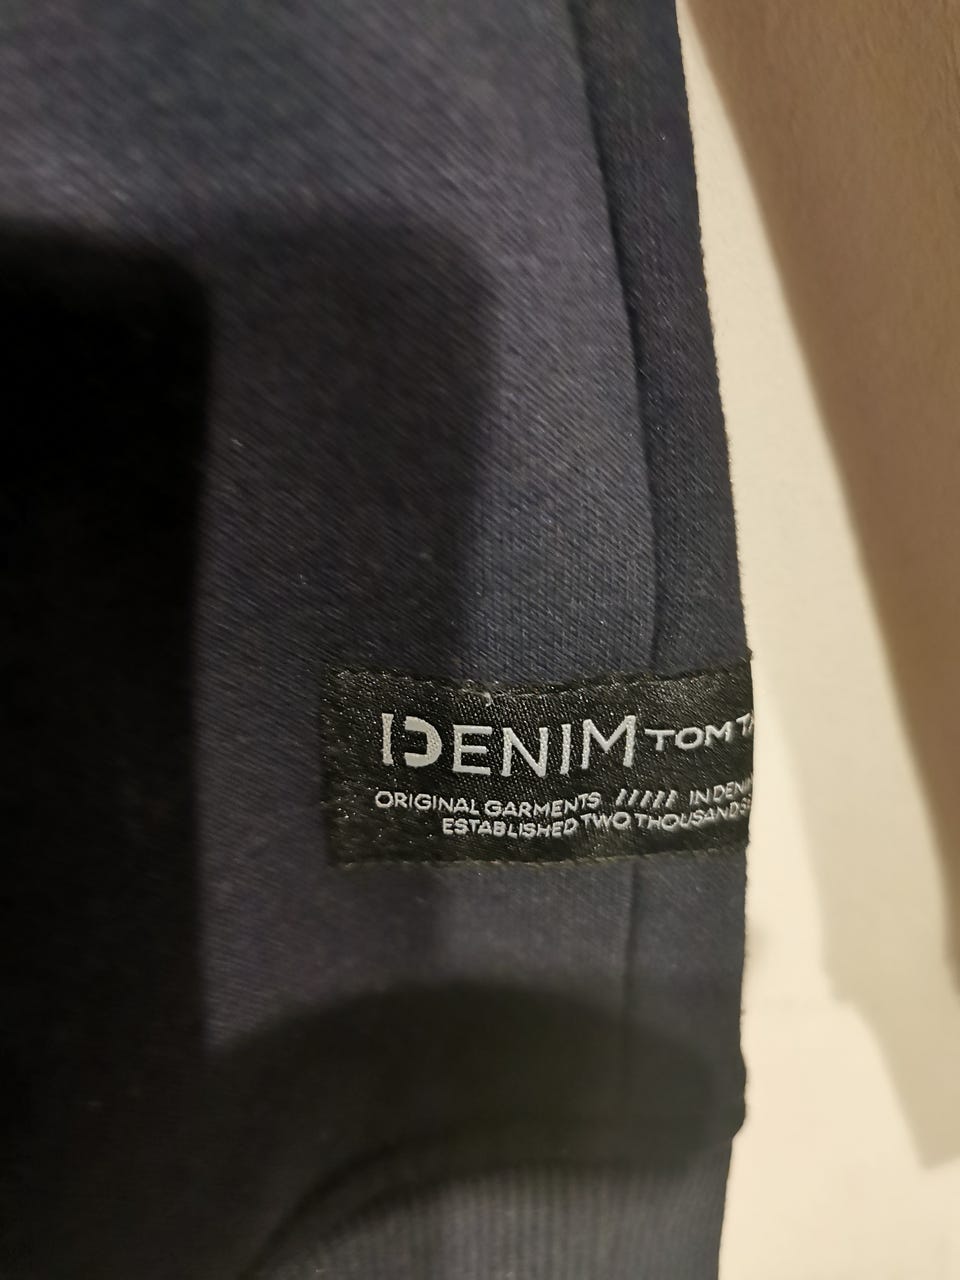 DENIM TOM
ORIGINAL GARMENTS ///// IN
ESTABLISHED TWO THOUSAND